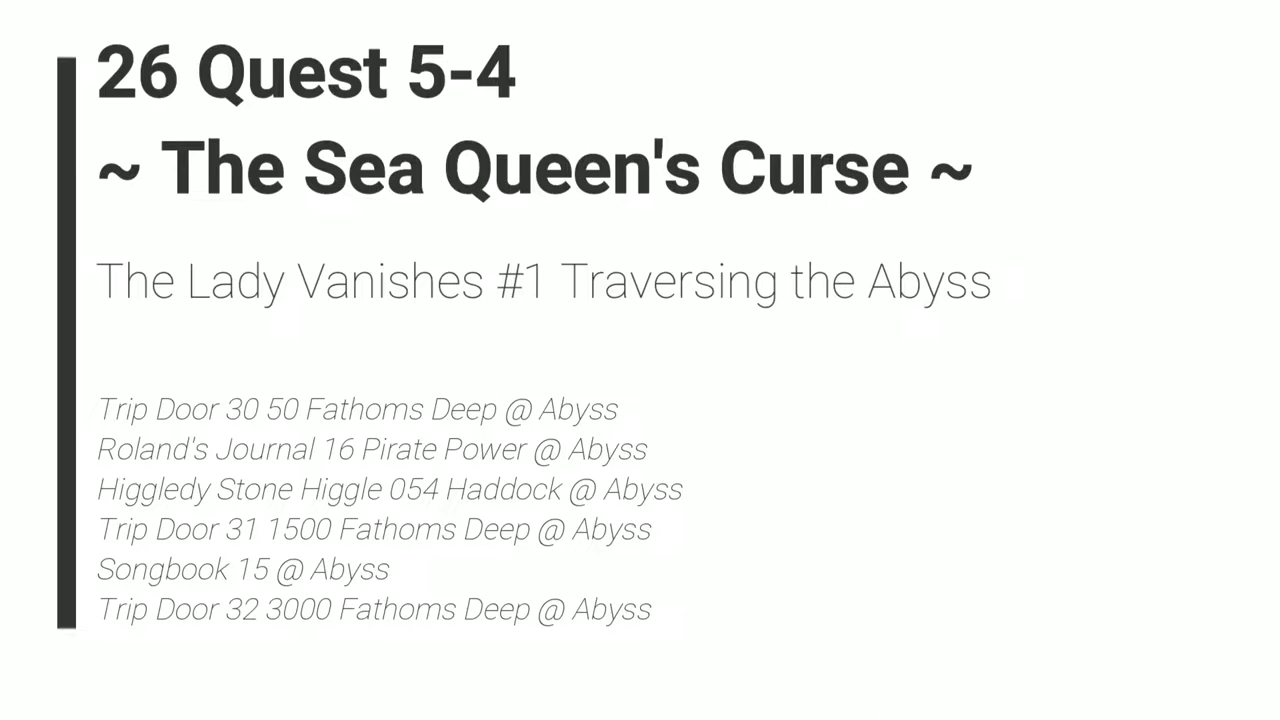 26 Quest 5-4
~ The Sea Queen's Curse ~
The Lady Vanishes #1 Traversing the Abyss
Trip Door 30 50 Fathoms Deep @ Abyss
Roland's Journal 16 Pirate Power @ Abyss
Higgledy Stone Higgle 054 Haddock @ Abyss
Trip Door 31 1500 Fathoms Deep @ Abyss
Songbook 15 @ Abyss
Trip Door 32 3000 Fathoms Deep @ Abyss